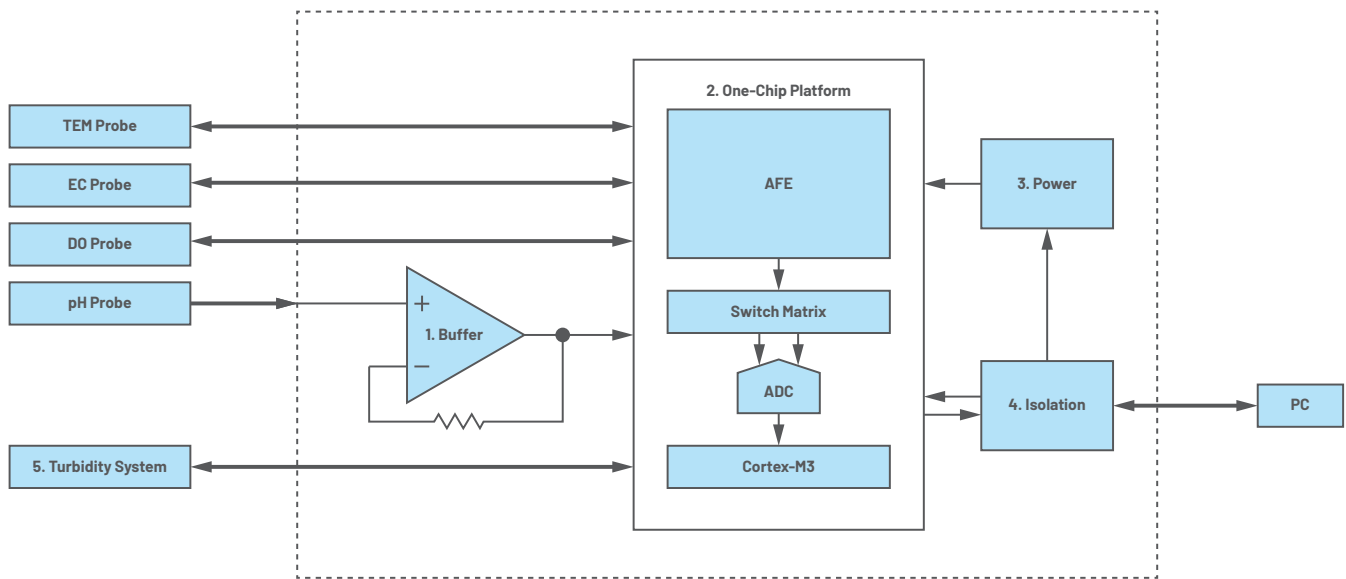 2. One-Chip Platform
TEM Probe
EC Probe
DO Probe
pH Probe
5. Turbidity System
+
1. Buffer
−
AFE
Switch Matrix
ADC
Cortex-M3
3. Power
4. Isolation
PC